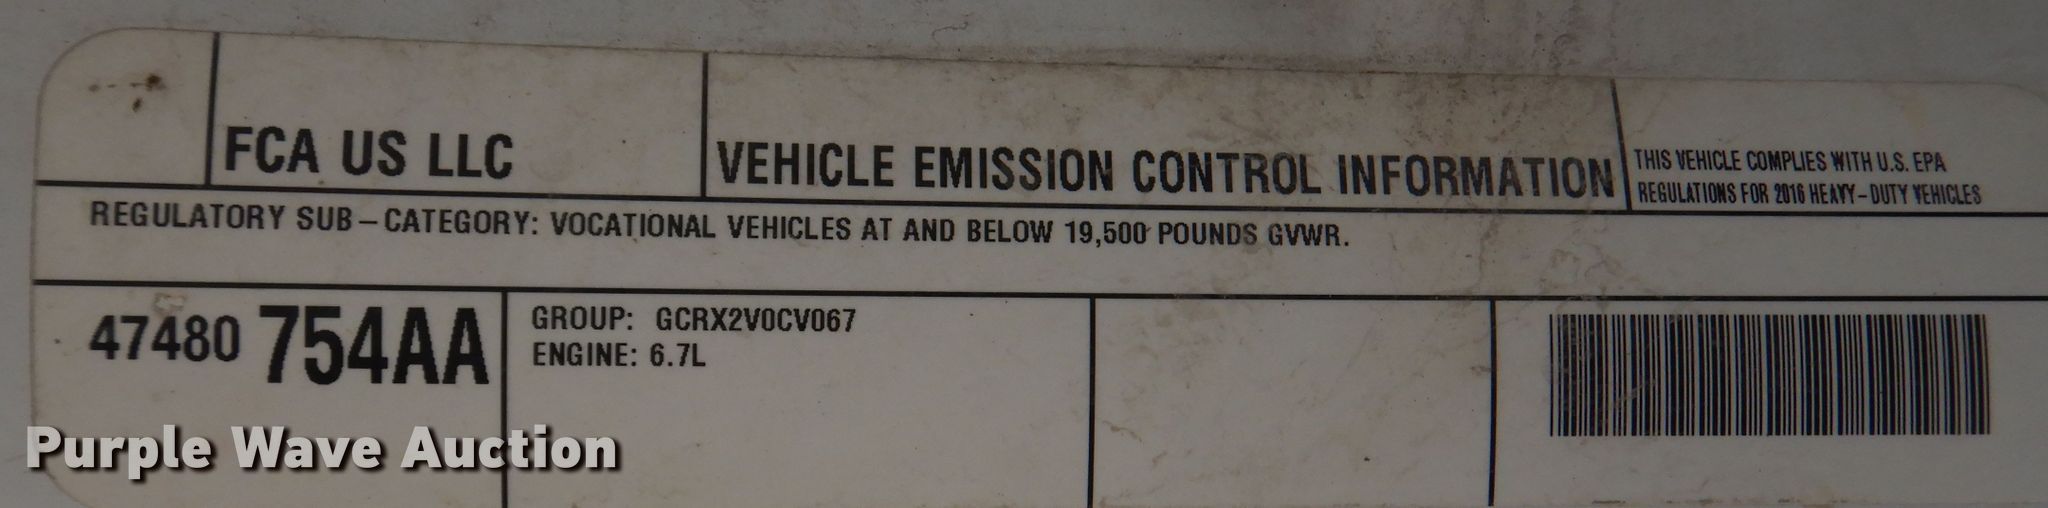 FCA US LLC
VEHICLE EMISSION CONTROL INFORMATION
THIS VEHICLE COMPLIES WITH U.S. EPA
REGULATIONS FOR 2016 HEAVY-DUTY VEHICLES
REGULATORY SUB-CATEGORY: VOCATIONAL VEHICLES AT AND BELOW 19,500 POUNDS GVWR.
47480 754AA
GROUP: GCRX2V0CV067
ENGINE: 6.7L
Purple Wave Auction